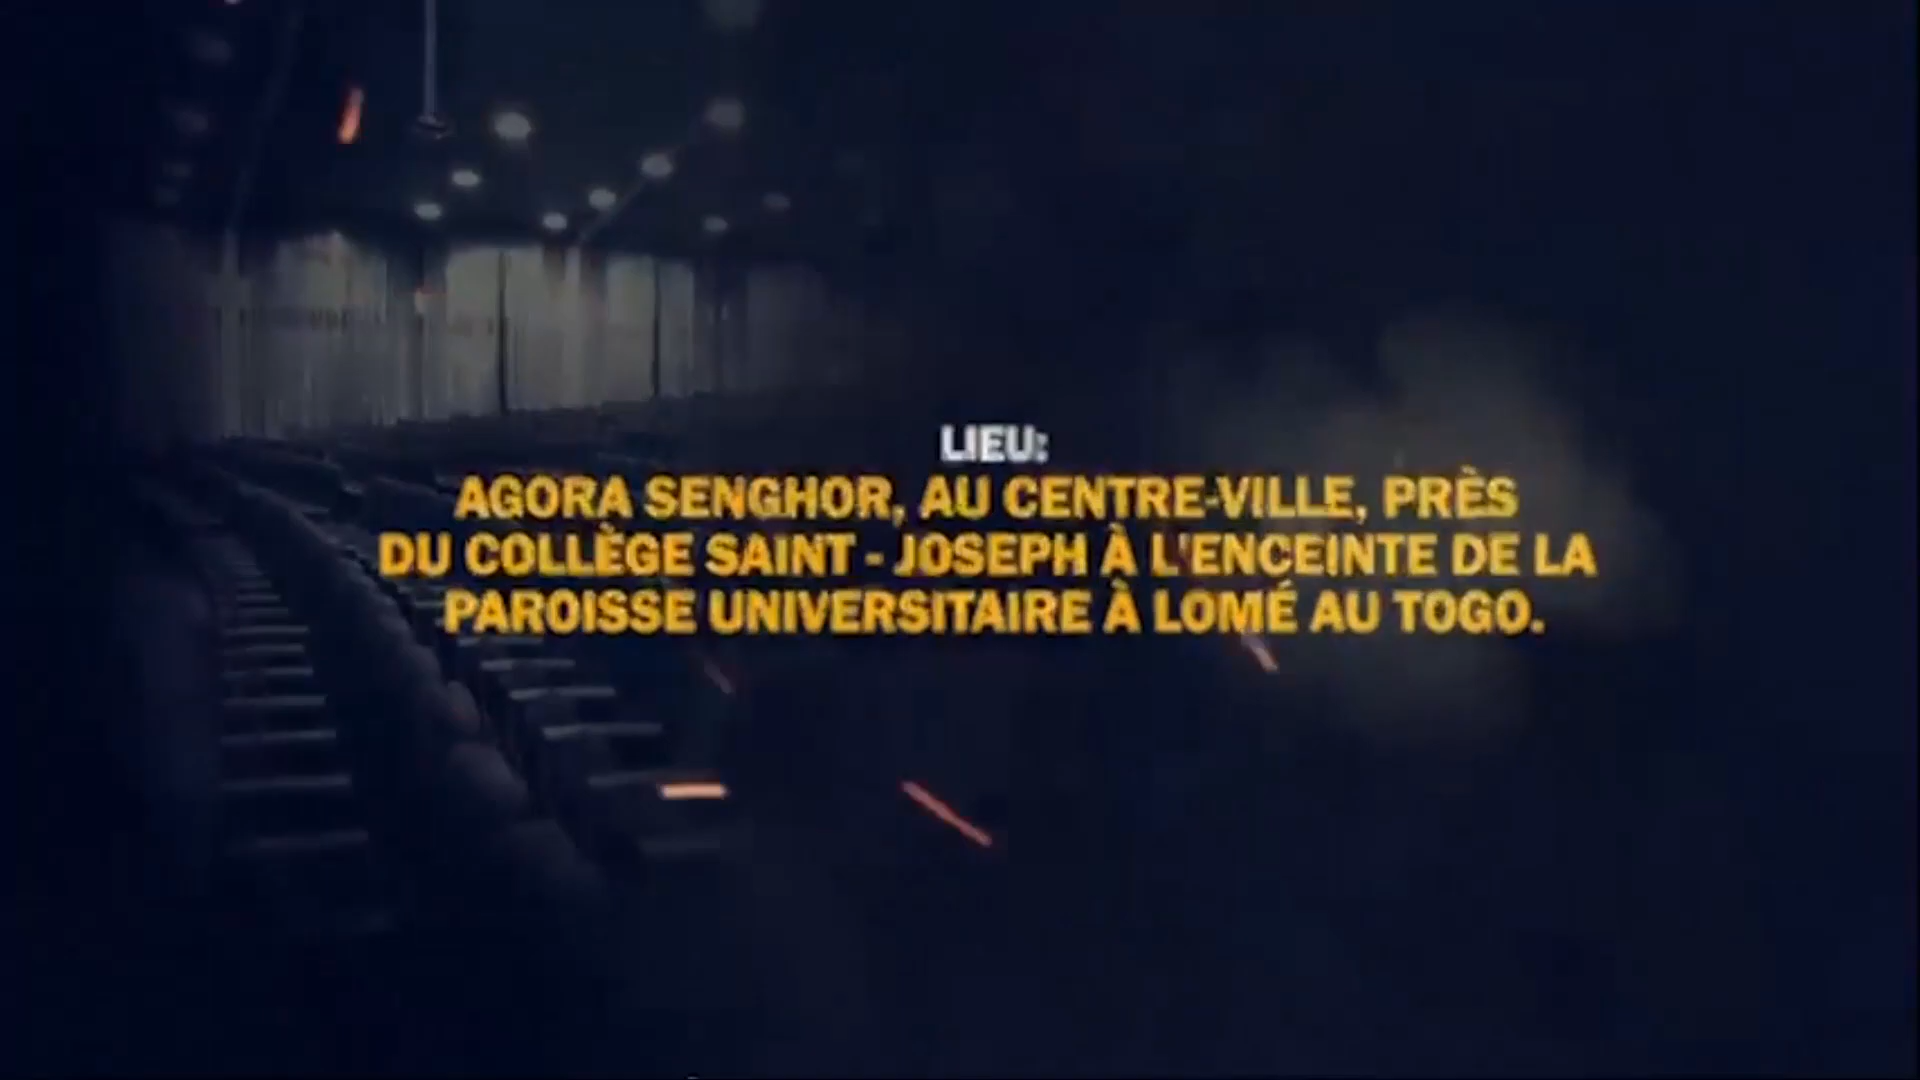 LIEU:
AGORA SENGHOR, AU CENTRE-VILLE, PRÈS
DU COLLÈGE SAINT - JOSEPH À L'ENCEINTE DE LA
PAROISSE UNIVERSITAIRE À LOMÉ AU TOGO.